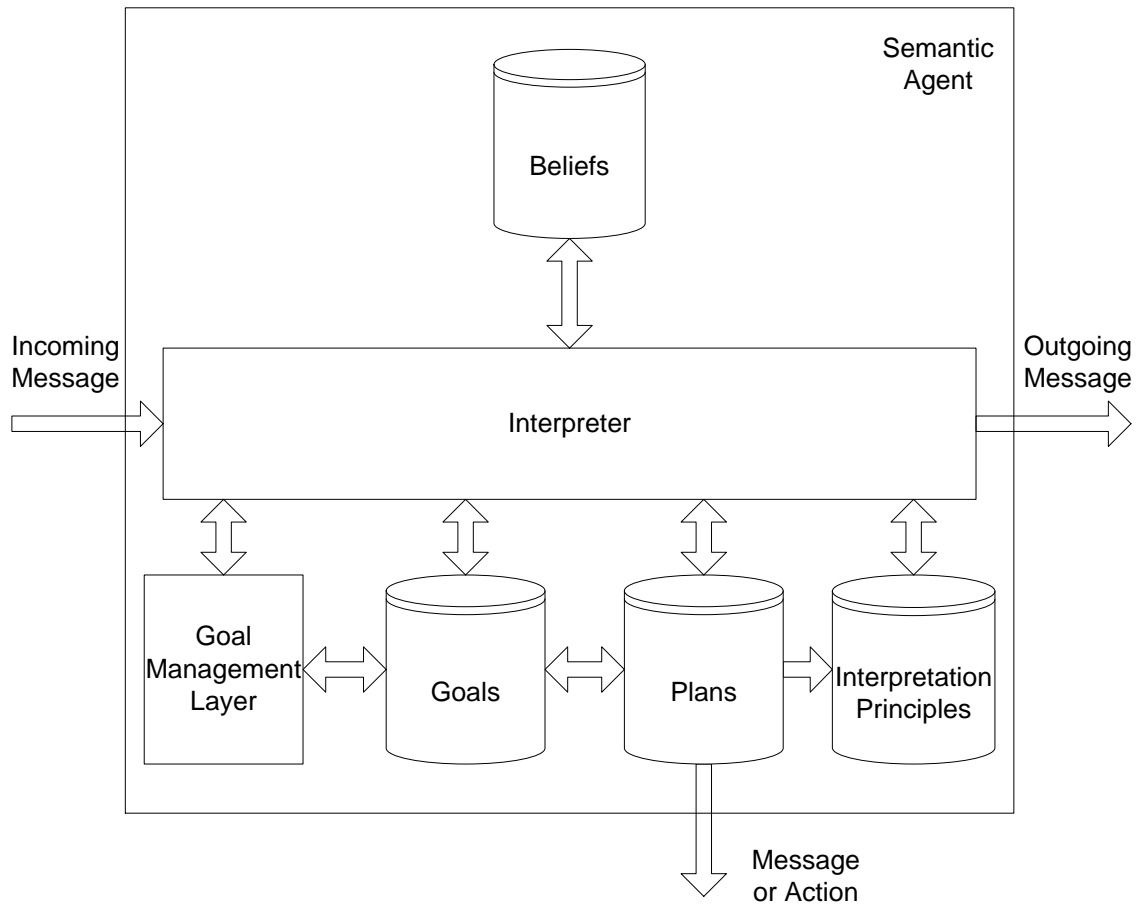 Semantic
Agent
Beliefs
Incoming
Message
Outgoing
Message
Interpreter
Goal
Management
Layer
Goals
Plans
Interpretation
Principles
Message
or Action